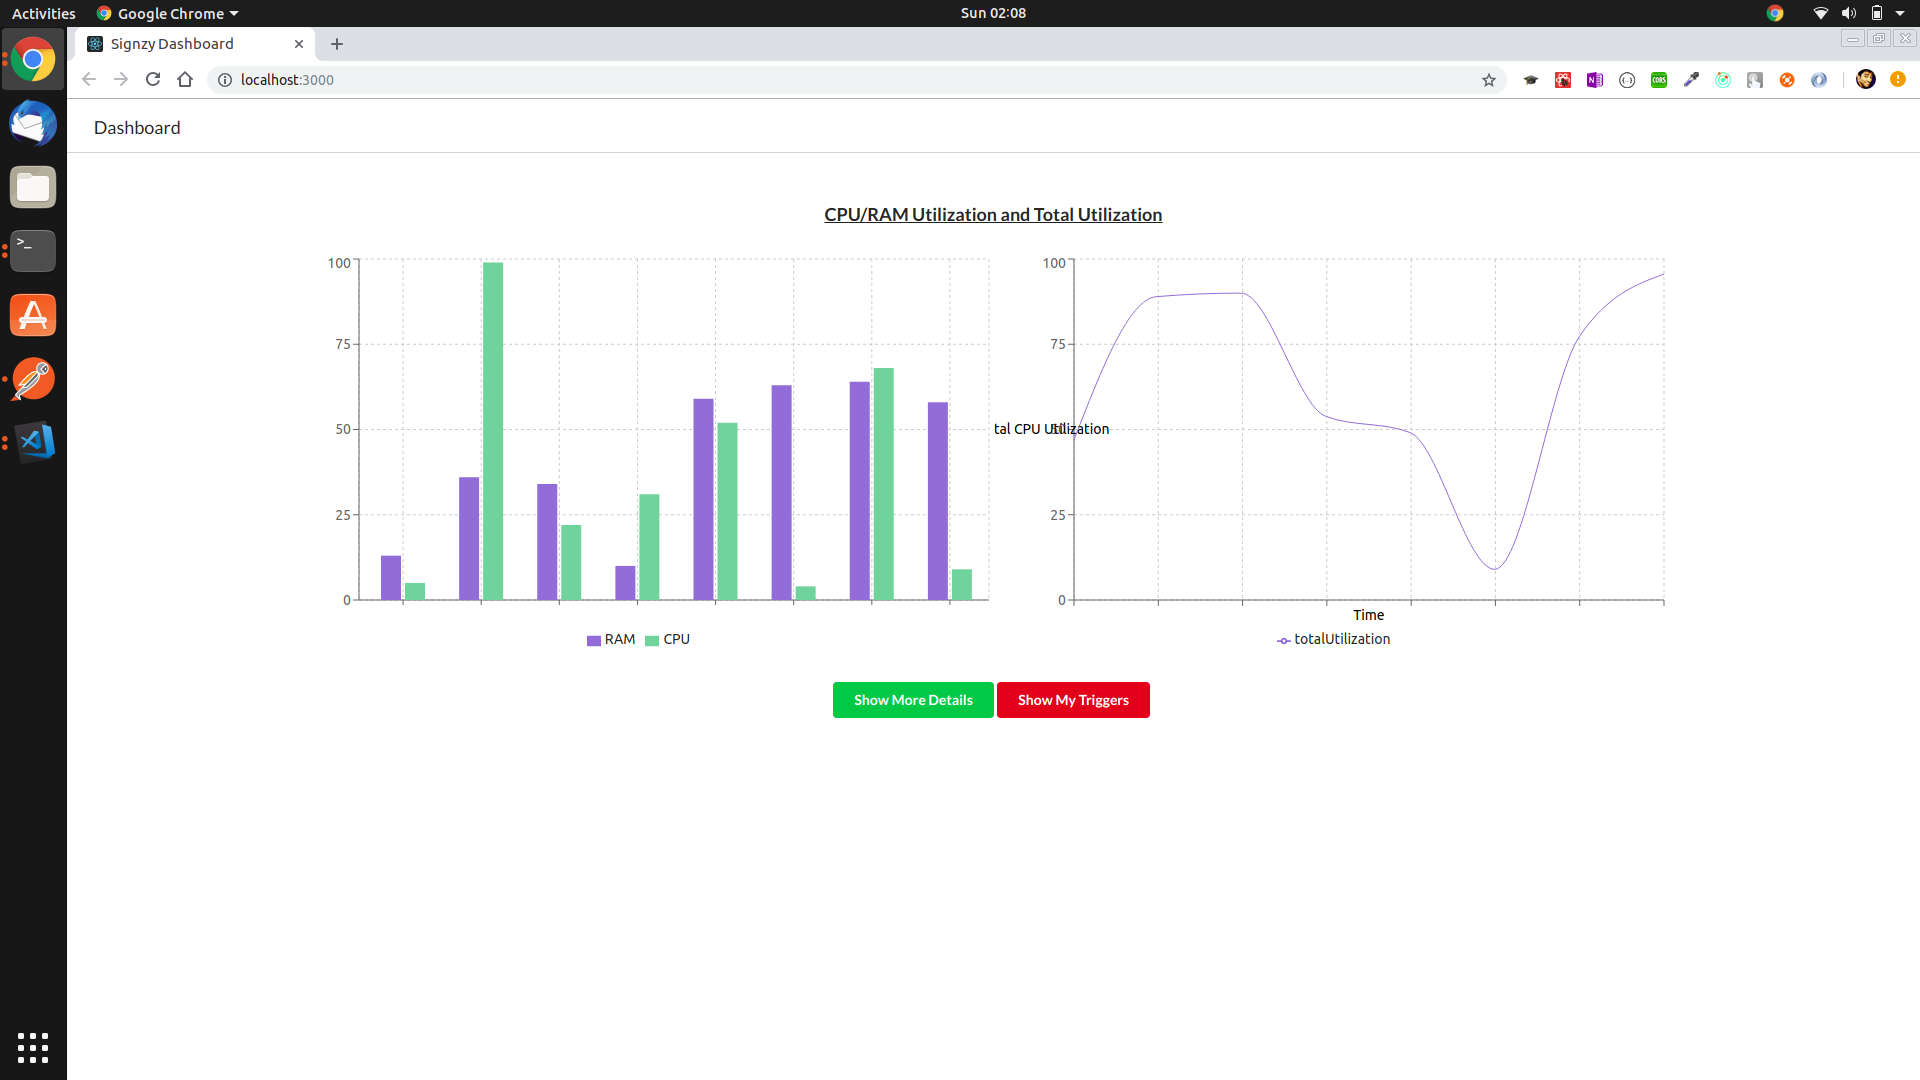 Activities
Google Chrome
Sun 02:08
Signzy Dashboard
localhost:3000
CORS
Dashboard
CPU/RAM Utilization and Total Utilization
100
75
50
25
0
RAM
CPU
100
75
tal CPU Utilization
25
0
Time
totalUtilization
Show More Details
Show My Triggers